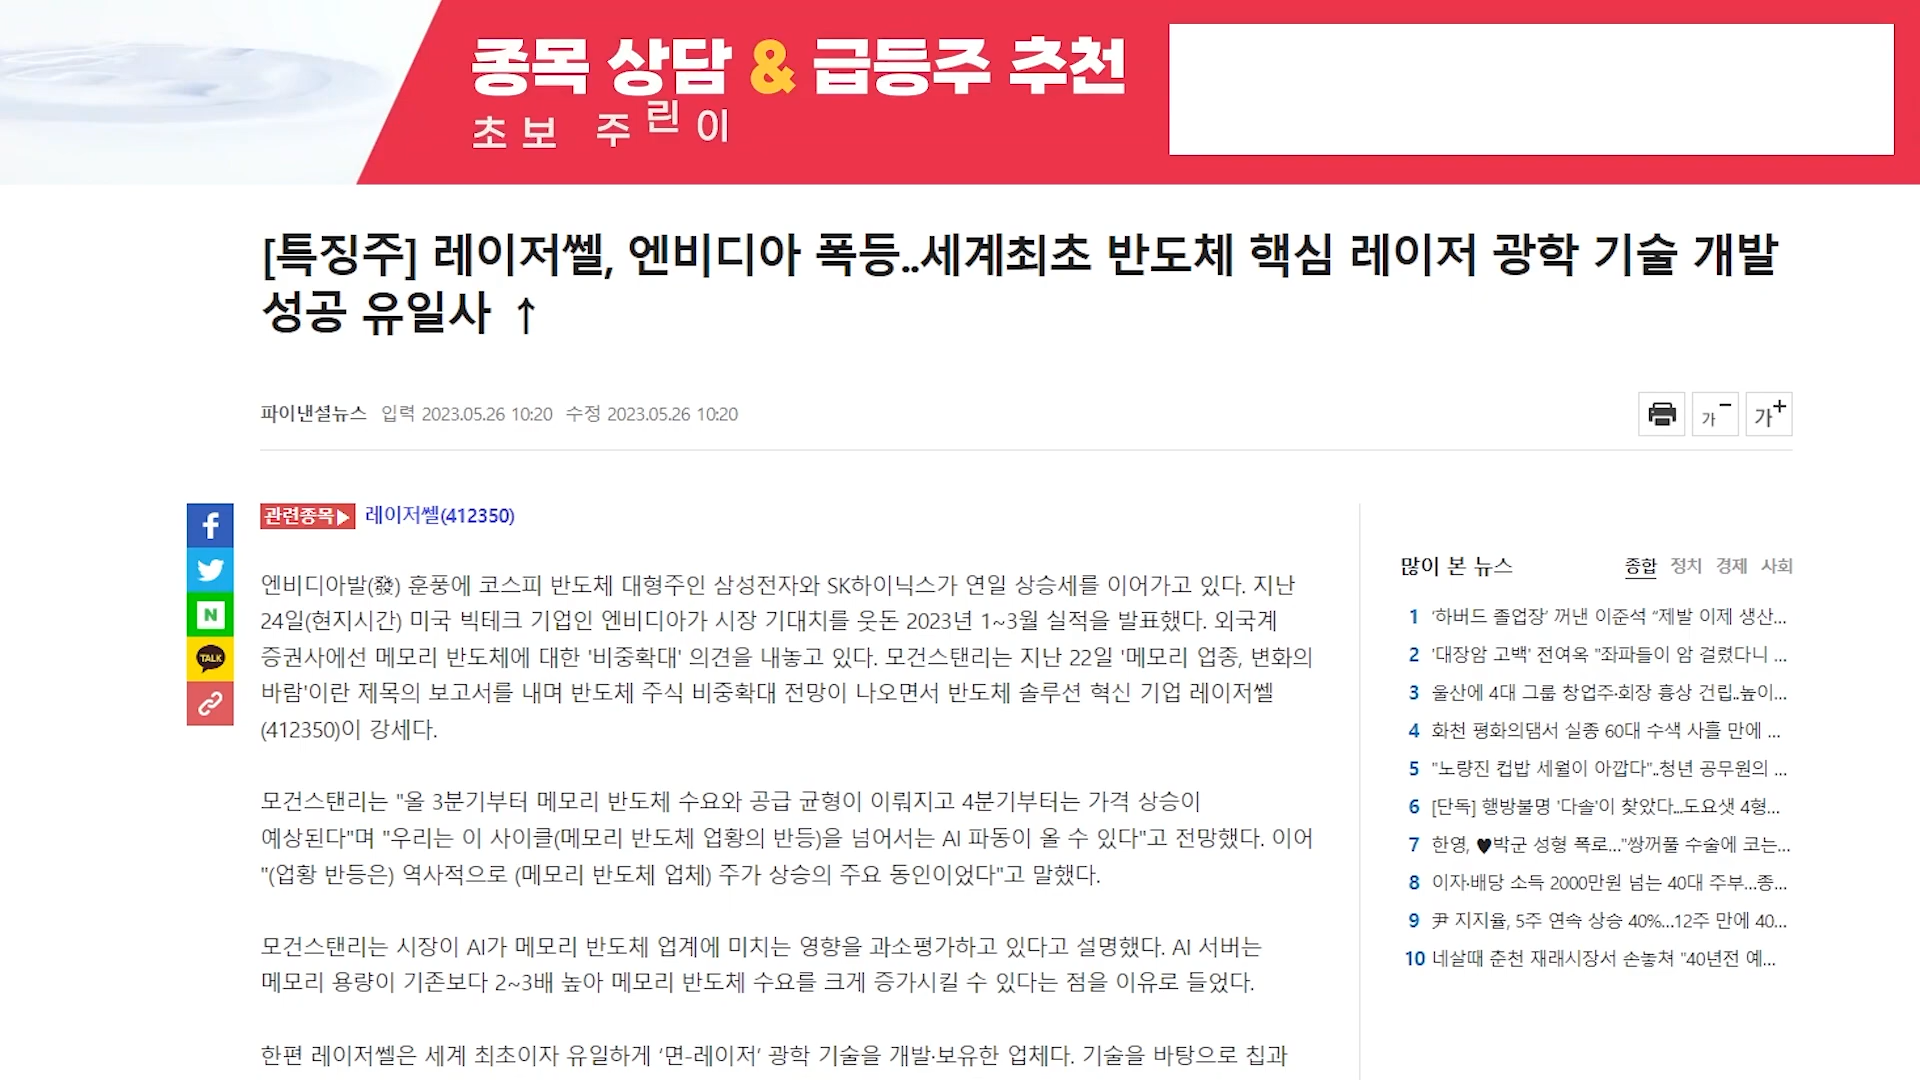 종목 상담 & 급등주 추천
초보 주린이
[특징주] 레이저쎌, 엔비디아 폭등..세계최초 반도체 핵심 레이저 광학 기술 개발
성공 유일사 ↑
파이낸셜뉴스 입력 2023.05.26 10:20 수정 2023.05.26 10:20
가- 가+
f
N
TALK
관련종목▶ 레이저쎌(412350)
엔비디아발(發) 훈풍에 코스피 반도체 대형주인 삼성전자와 SK하이닉스가 연일 상승세를 이어가고 있다. 지난
24일(현지시간) 미국 빅테크 기업인 엔비디아가 시장 기대치를 웃돈 2023년 1~3월 실적을 발표했다. 외국계
증권사에선 메모리 반도체에 대한 '비중확대' 의견을 내놓고 있다. 모건스탠리는 지난 22일 '메모리 업종, 변화의
바람'이란 제목의 보고서를 내며 반도체 주식 비중확대 전망이 나오면서 반도체 솔루션 혁신 기업 레이저쎌
(412350)이 강세다.
모건스탠리는 "올 3분기부터 메모리 반도체 수요와 공급 균형이 이뤄지고 4분기부터는 가격 상승이
예상된다"며 "우리는 이 사이클(메모리 반도체 업황의 반등)을 넘어서는 AI 파동이 올 수 있다"고 전망했다. 이어
"(업황 반등은) 역사적으로 (메모리 반도체 업체) 주가 상승의 주요 동인이었다"고 말했다.
모건스탠리는 시장이 AI가 메모리 반도체 업계에 미치는 영향을 과소평가하고 있다고 설명했다. AI 서버는
메모리 용량이 기존보다 2~3배 높아 메모리 반도체 수요를 크게 증가시킬 수 있다는 점을 이유로 들었다.
한편 레이저쎌은 세계 최초이자 유일하게 ‘면-레이저’ 광학 기술을 개발·보유한 업체다. 기술을 바탕으로 칩과
많이 본 뉴스 종합 정치 경제 사회
1 ‘하버드 졸업장’ 꺼낸 이준석 “제발 이제 생산...
2 '대장암 고백' 전여옥 "좌파들이 암 걸렸다니 ...
3 울산에 4대 그룹 창업주·회장 흉상 건립..높이...
4 화천 평화의댐서 실종 60대 수색 사흘 만에 ...
5 "노량진 컵밥 세월이 아깝다"..청년 공무원의 ...
6 [단독] 행방불명 '다솔'이 찾았다...도요샛 4형...
7 한영, ♥박군 성형 폭로..."쌍꺼풀 수술에 코는...
8 이자·배당 소득 2000만원 넘는 40대 주부...종...
9 尹 지지율, 5주 연속 상승 40%...12주 만에 40...
10 네살때 춘천 재래시장서 손놓쳐 "40년전 예...